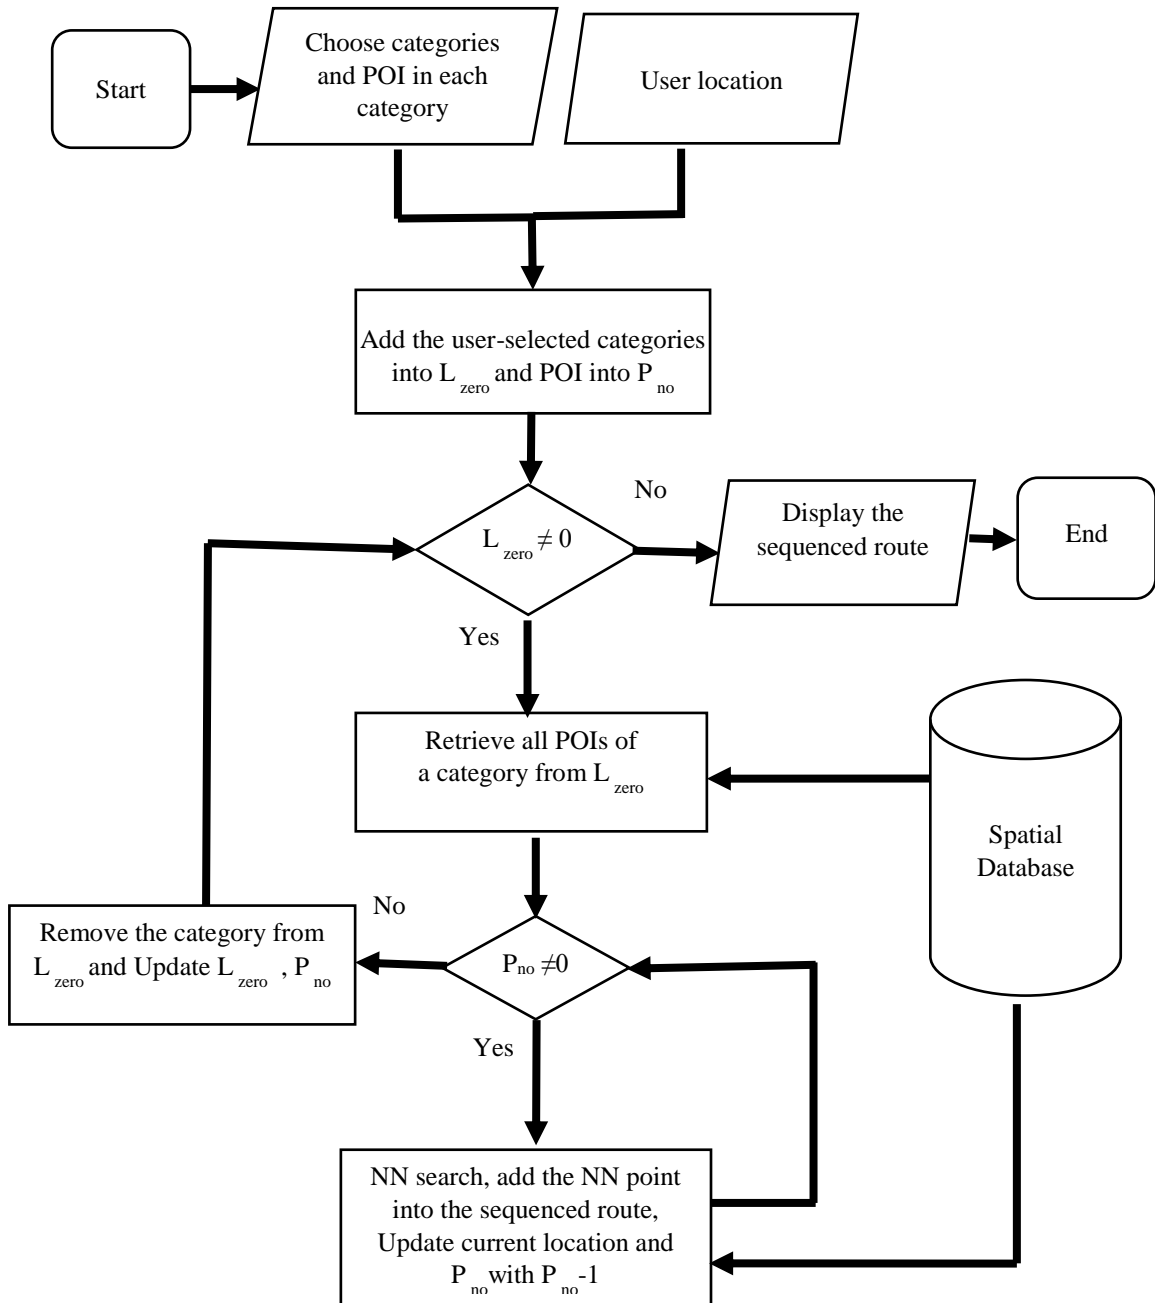 Start
Choose categories
and POI in each
category
User location
Add the user-selected categories
into L zero and POI into P no
L zero ≠ 0
No
Display the
sequenced route
End
Yes
Retrieve all POIs of
a category from L zero
Spatial
Database
No
Remove the category from
L zero and Update L zero , P no
P no ≠0
Yes
NN search, add the NN point
into the sequenced route,
Update current location and
P no with P no -1